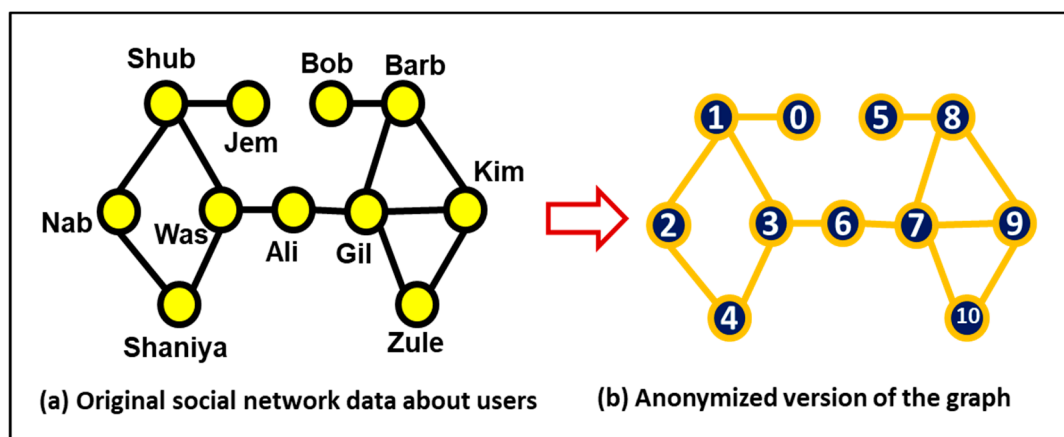 Shub
Bob
Barb
Jem
Kim
Nab
Was
Ali
Gil
Shaniya
Zule
1
0
5
8
2
3
6
7
9
4
10
(a) Original social network data about users
(b) Anonymized version of the graph